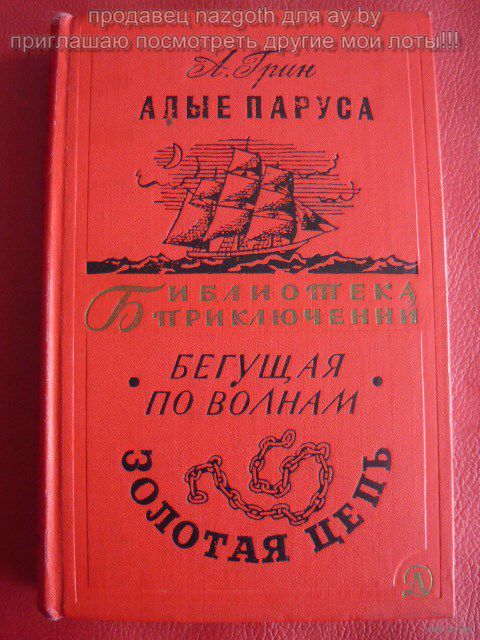 продавец nazgoth для ay.by
приглашаю посмотреть другие мои лоты!!!
А. Грин
АЛЫЕ ПАРУСА
БИБЛИОТЕКА
ПРИКЛЮЧЕНИЙ
• БЕГУЩАЯ •
ПО ВОЛНАМ
ЗОЛОТАЯ ЦЕПЬ
Д